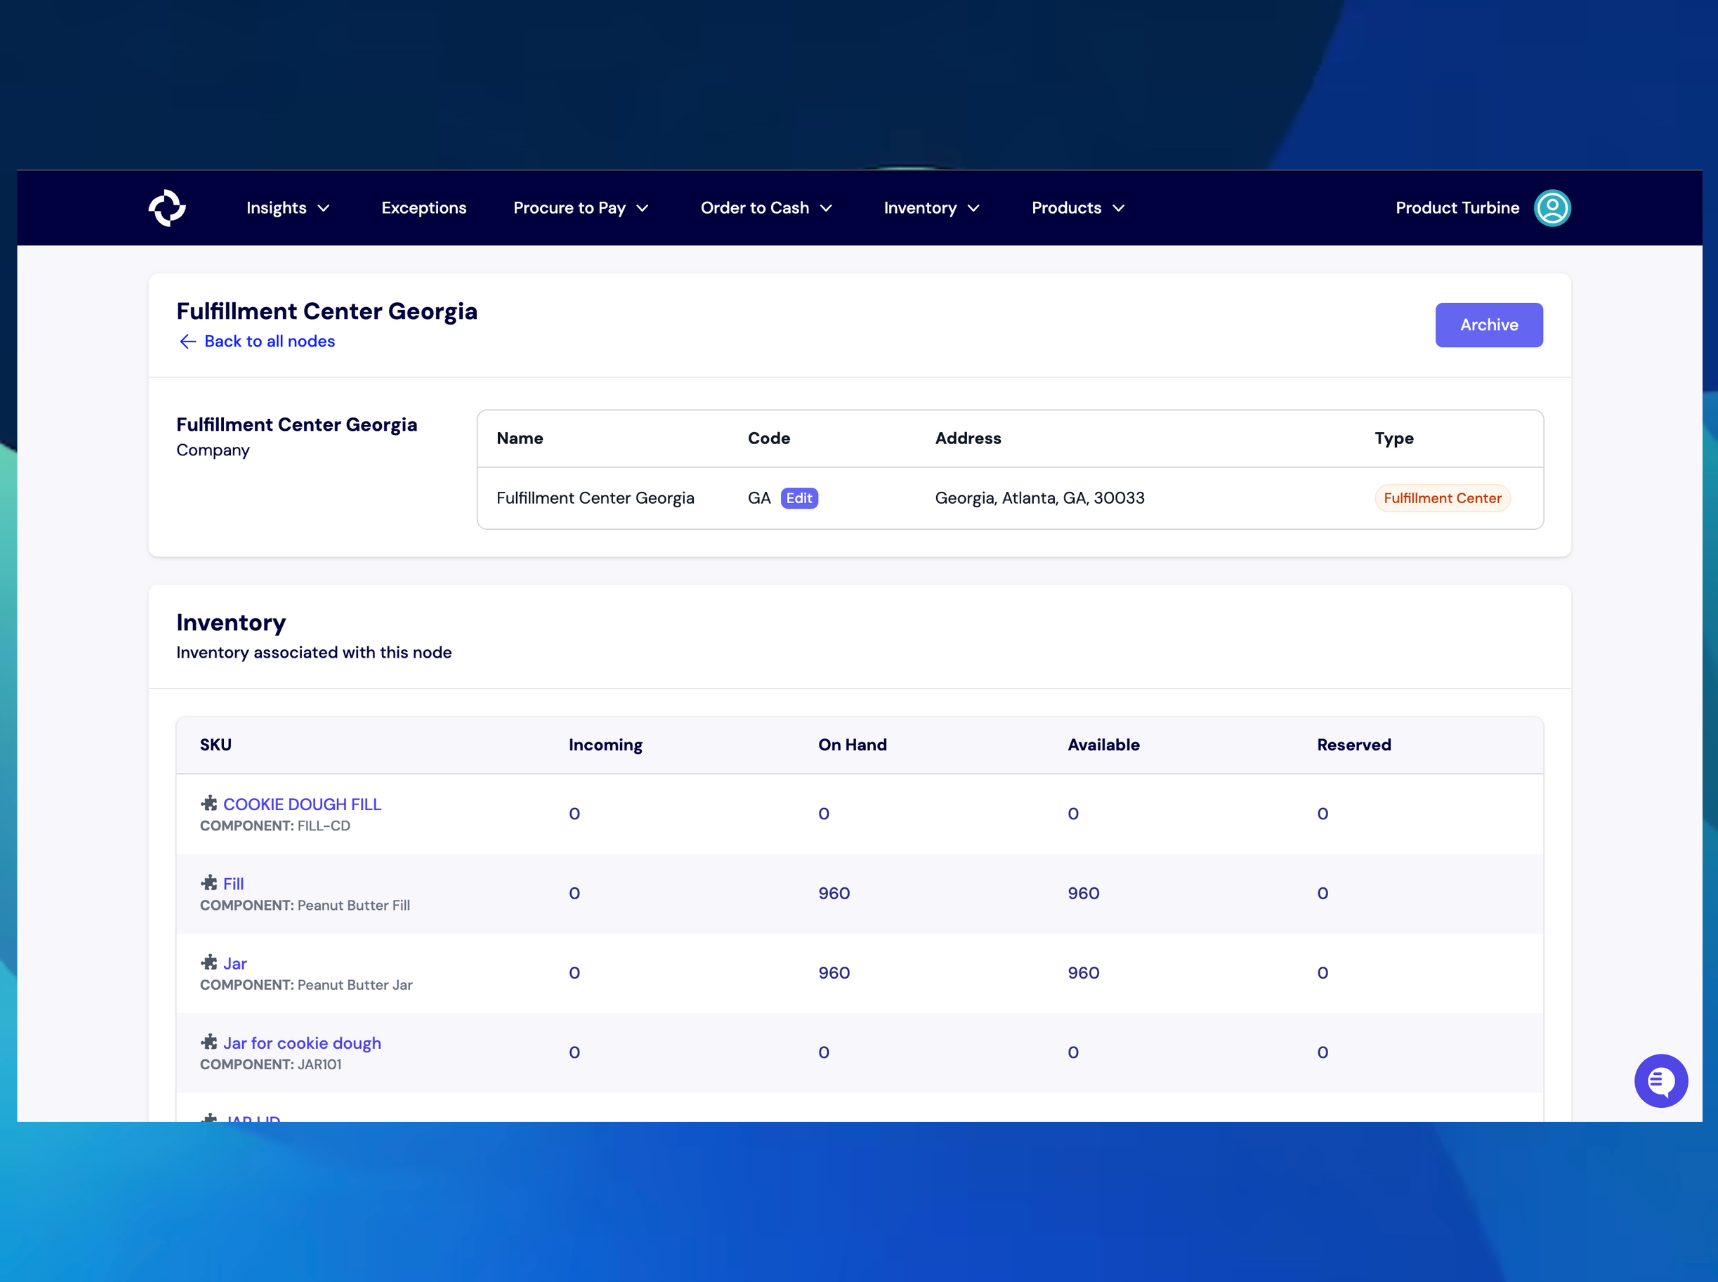 Insights Exceptions Procure to Pay Order to Cash Inventory Products Product Turbine
Fulfillment Center Georgia
Back to all nodes
Archive
Fulfillment Center Georgia
Company
Name Code Address Type
Fulfillment Center Georgia GA Edit Georgia, Atlanta, GA, 30033 Fulfillment Center
Inventory
Inventory associated with this node
SKU Incoming On Hand Available Reserved
COOKIE DOUGH FILL
COMPONENT: FILL-CD
0 0 0 0
Fill
COMPONENT: Peanut Butter Fill
0 960 960 0
Jar
COMPONENT: Peanut Butter Jar
0 960 960 0
Jar for cookie dough
COMPONENT: JAR101
0 0 0 0
JAR LID